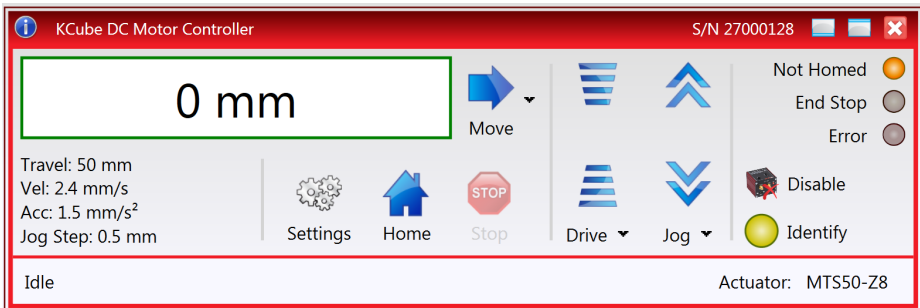 KCube DC Motor Controller
S/N 27000128
0 mm
Move
Not Homed
End Stop
Error
Travel: 50 mm
Vel: 2.4 mm/s
Acc: 1.5 mm/s²
Jog Step: 0.5 mm
Settings
Home
STOP
Stop
Drive
Jog
Disable
Identify
Idle
Actuator: MTS50-Z8